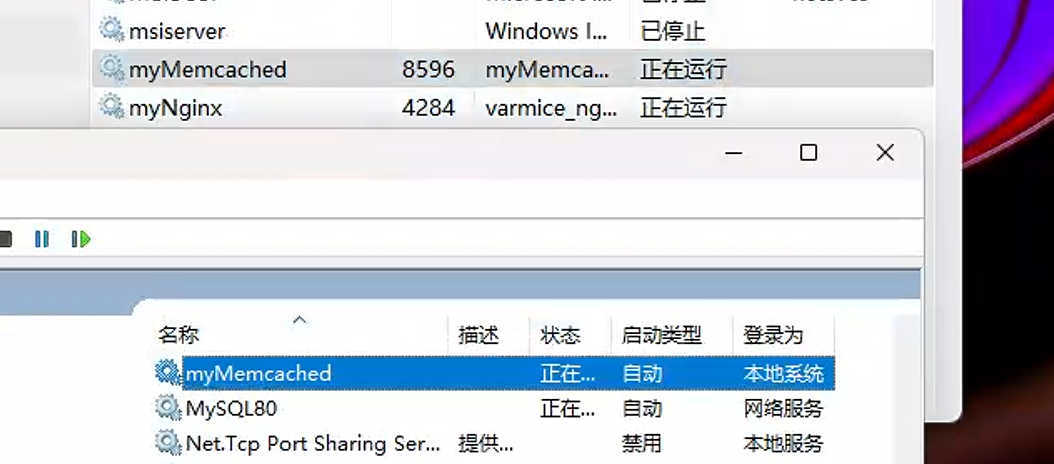 msiserver Windows I... 已停止
myMemcached 8596 myMemca... 正在运行
myNginx 4284 varmice_ng... 正在运行
名称 描述 状态 启动类型 登录为
myMemcached 正在... 自动 本地系统
MySQL80 正在... 自动 网络服务
Net.Tcp Port Sharing Ser... 提供... 禁用 本地服务